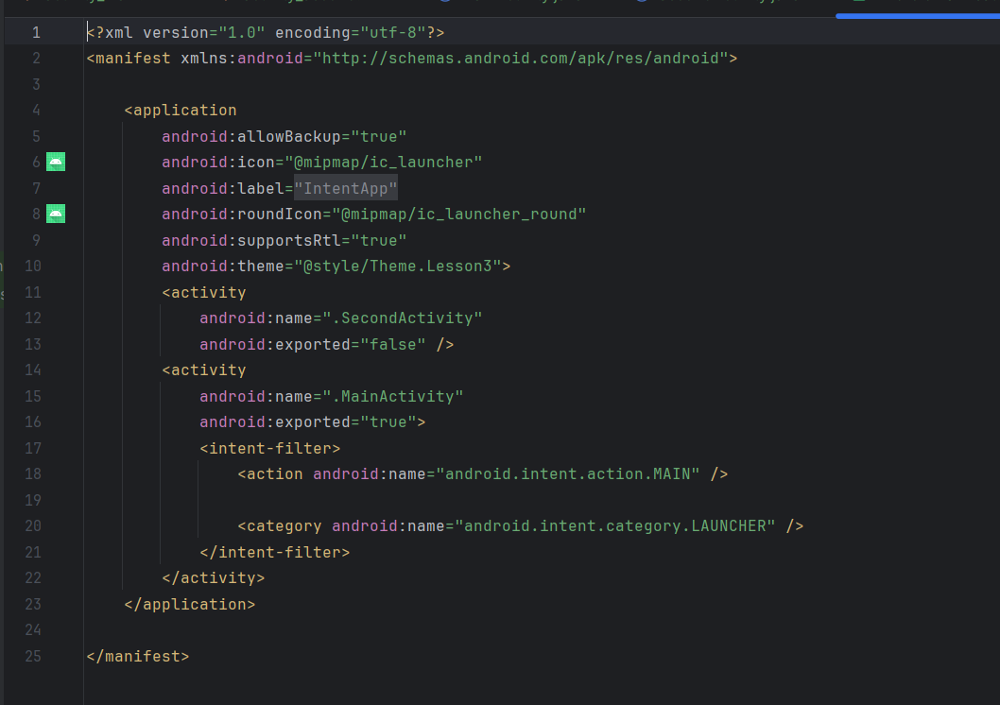 1 <?xml version="1.0" encoding="utf-8"?>
2 <manifest xmlns:android="http://schemas.android.com/apk/res/android">
3
4     <application
5         android:allowBackup="true"
6         android:icon="@mipmap/ic_launcher"
7         android:label="IntentApp"
8         android:roundIcon="@mipmap/ic_launcher_round"
9         android:supportsRtl="true"
10         android:theme="@style/Theme.Lesson3">
11         <activity
12             android:name=".SecondActivity"
13             android:exported="false" />
14         <activity
15             android:name=".MainActivity"
16             android:exported="true">
17             <intent-filter>
18                 <action android:name="android.intent.action.MAIN" />
19
20                 <category android:name="android.intent.category.LAUNCHER" />
21             </intent-filter>
22         </activity>
23     </application>
24
25 </manifest>